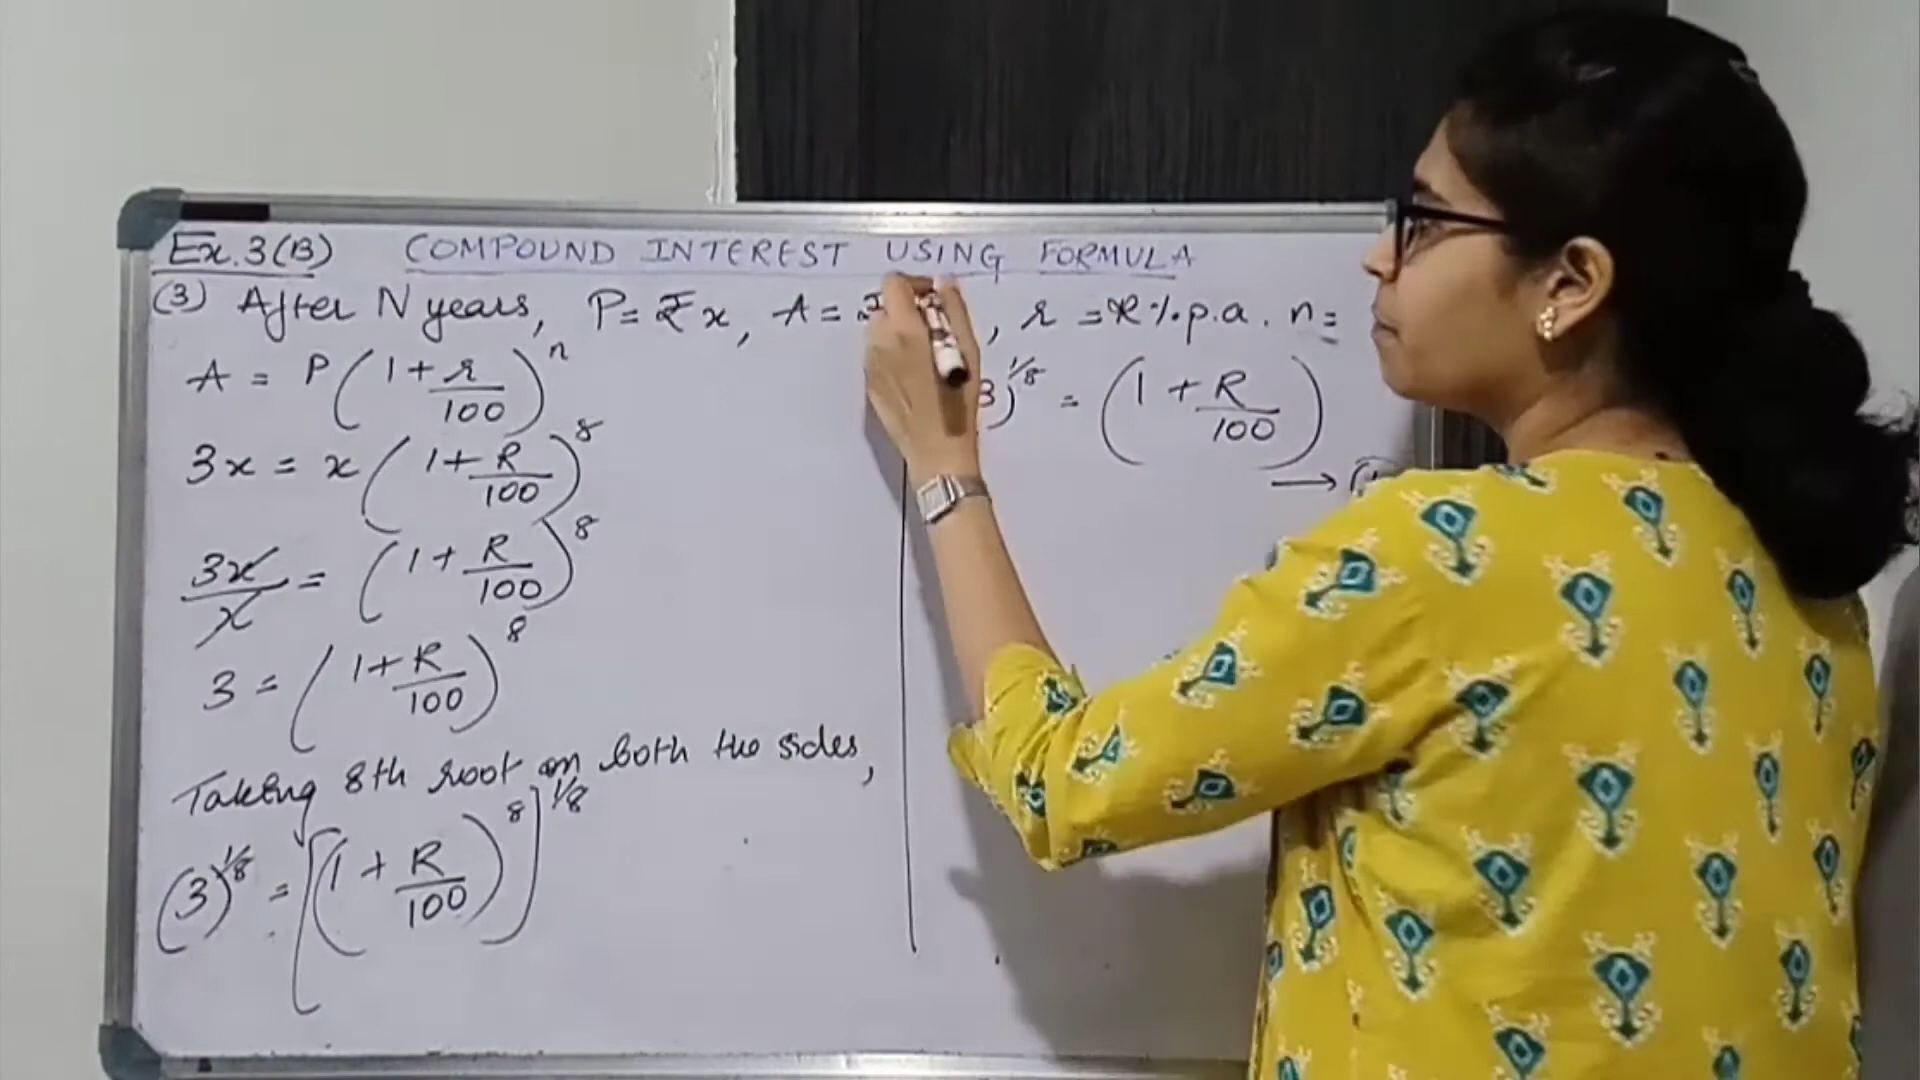 Ex. 3(B) COMPOUND INTEREST USING FORMULA
(3) After N years, P = ₹x, A = ₹ , r = R%.p.a. n =
A = P(1 + r/100)^n
3x = x(1 + R/100)^8
3x/x = (1 + R/100)^8
3 = (1 + R/100)^8
Taking 8th root on both the sides,
(3)^1/8 = [(1 + R/100)^8]^1/8
3)^1/8 = (1 + R/100)
→